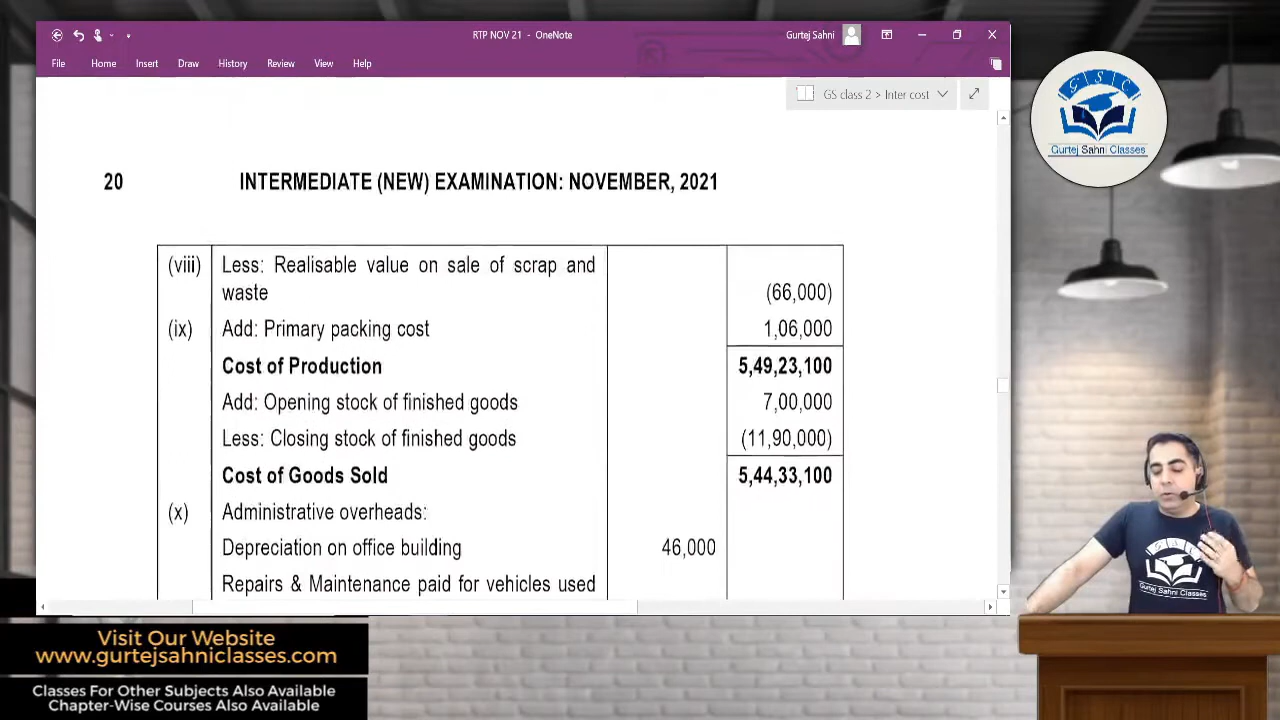 RTP NOV 21 - OneNote
Gurtej Sahni
File Home Insert Draw History Review View Help
GS class 2 > Inter cost
GSC
Gurtej Sahni Classes
20 INTERMEDIATE (NEW) EXAMINATION: NOVEMBER, 2021
(viii) Less: Realisable value on sale of scrap and
waste (66,000)
(ix) Add: Primary packing cost 1,06,000
Cost of Production 5,49,23,100
Add: Opening stock of finished goods 7,00,000
Less: Closing stock of finished goods (11,90,000)
Cost of Goods Sold 5,44,33,100
(x) Administrative overheads:
Depreciation on office building 46,000
Repairs & Maintenance paid for vehicles used
GSC
Gurtej Sahni Classes
Visit Our Website
www.gurtejsahniclasses.com
Classes For Other Subjects Also Available
Chapter-Wise Courses Also Available